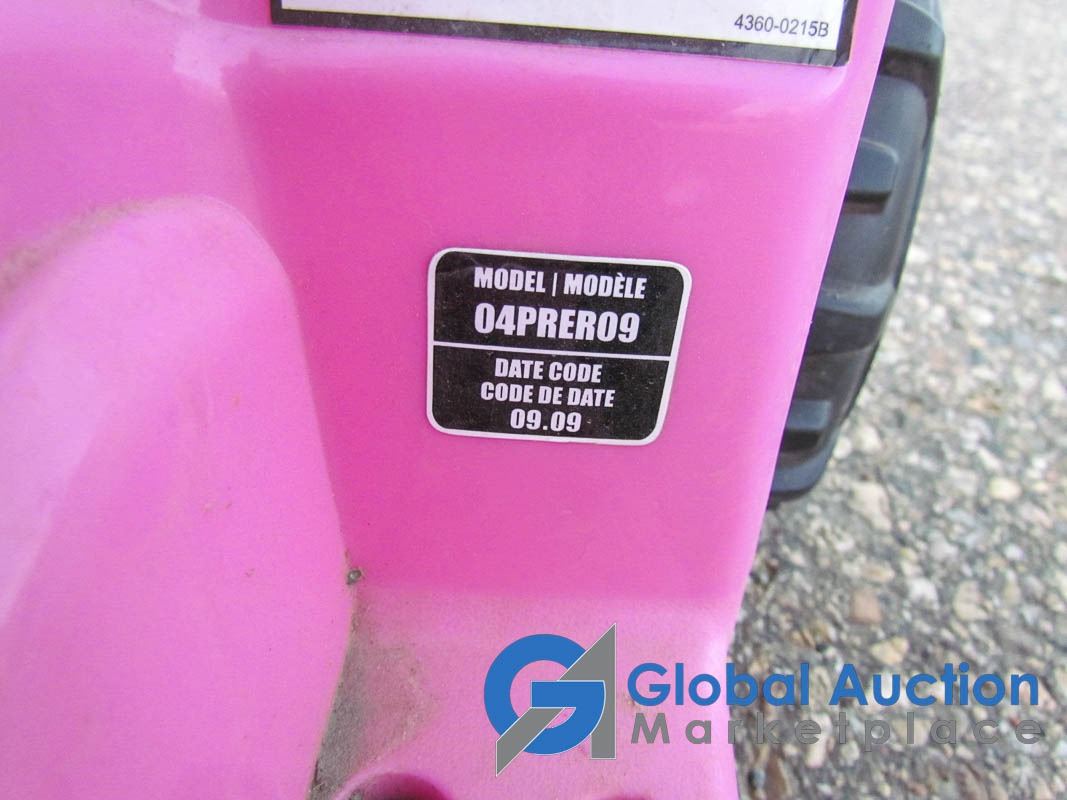 4360-0215B
MODEL | MODÈLE
04PRER09
DATE CODE
CODE DE DATE
09.09
Global Auction
Marketplace